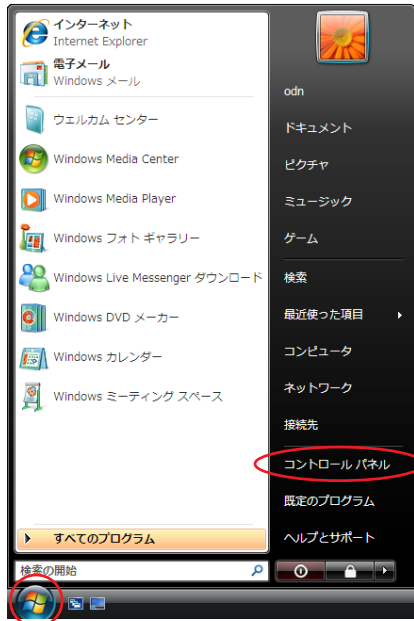 インターネット
Internet Explorer
電子メール
Windows メール
ウェルカム センター
Windows Media Center
Windows Media Player
Windows フォト ギャラリー
Windows Live Messenger ダウンロード
Windows DVD メーカー
Windows カレンダー
Windows ミーティング スペース
すべてのプログラム
検索の開始
odn
ドキュメント
ピクチャ
ミュージック
ゲーム
検索
最近使った項目
コンピュータ
ネットワーク
接続先
コントロール パネル
既定のプログラム
ヘルプとサポート